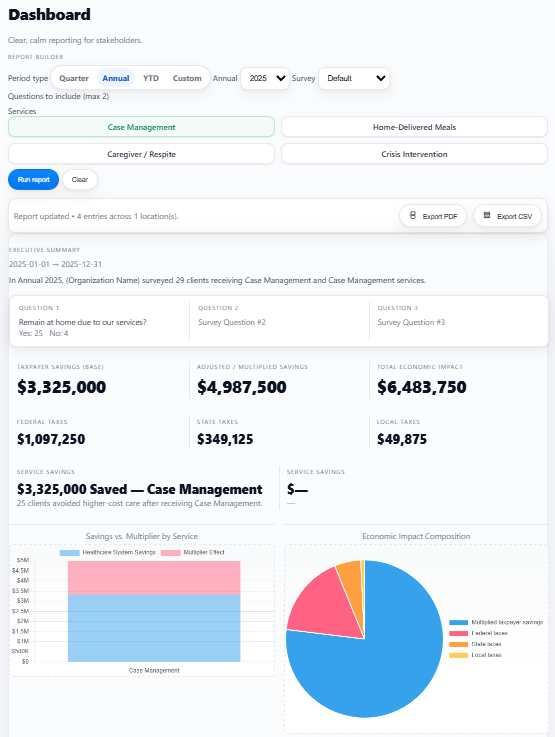 Dashboard
Clear, calm reporting for stakeholders.
REPORT BUILDER
Period type Quarter Annual YTD Custom Annual 2025 Survey Default
Questions to include (max 2)
Services
Case Management Home-Delivered Meals
Caregiver / Respite Crisis Intervention
Run report Clear
Report updated • 4 entries across 1 location(s). Export PDF Export CSV
EXECUTIVE SUMMARY
2025-01-01 — 2025-12-31
In Annual 2025, (Organization Name) surveyed 29 clients receiving Case Management and Case Management services.
QUESTION 1 QUESTION 2 QUESTION 3
Remain at home due to our services? Survey Question #2 Survey Question #3
Yes: 25 No: 4
TAXPAYER SAVINGS (BASE) ADJUSTED / MULTIPLIED SAVINGS TOTAL ECONOMIC IMPACT
$3,325,000 $4,987,500 $6,483,750
FEDERAL TAXES STATE TAXES LOCAL TAXES
$1,097,250 $349,125 $49,875
SERVICE SAVINGS SERVICE SAVINGS
$3,325,000 Saved — Case Management $—
25 clients avoided higher-cost care after receiving Case Management. —
Savings vs. Multiplier by Service
Healthcare System Savings Multiplier Effect
$5M
$4.5M
$4M
$3.5M
$3M
$2.5M
$2M
$1.5M
$1M
$500K
$0
Case Management
Economic Impact Composition
Multiplied taxpayer savings
Federal taxes
State taxes
Local taxes